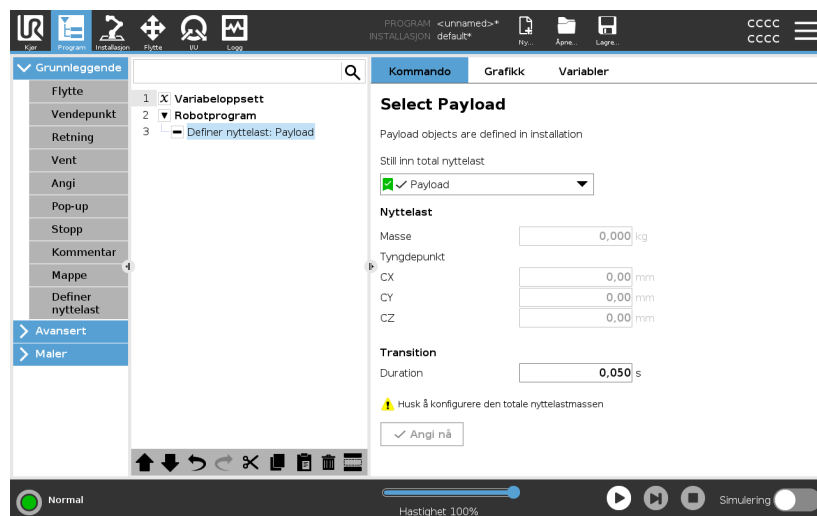 PROGRAM <unnamed>*
INSTALLASJON default*
Kjør
Program
Installasjon
Flytte
I/U
Logg
Ny...
Åpne...
Lagre...
CCCC
CCCC
Grunnleggende
Flytte
Vendepunkt
Retning
Vent
Angi
Pop-up
Stopp
Kommentar
Mappe
Definer
nyttelast
Avansert
Maler
1 X Variabeloppsett
2 Robotprogram
3 Definer nyttelast: Payload
Kommando
Grafikk
Variabler
Select Payload
Payload objects are defined in installation
Still inn total nyttelast
Payload
Nyttelast
Masse 0,000 kg
Tyngdepunkt
CX 0,00 mm
CY 0,00 mm
CZ 0,00 mm
Transition
Duration 0,050 s
Husk å konfigurere den totale nyttelastmassen
Angi nå
Normal
Hastighet 100%
Simulering